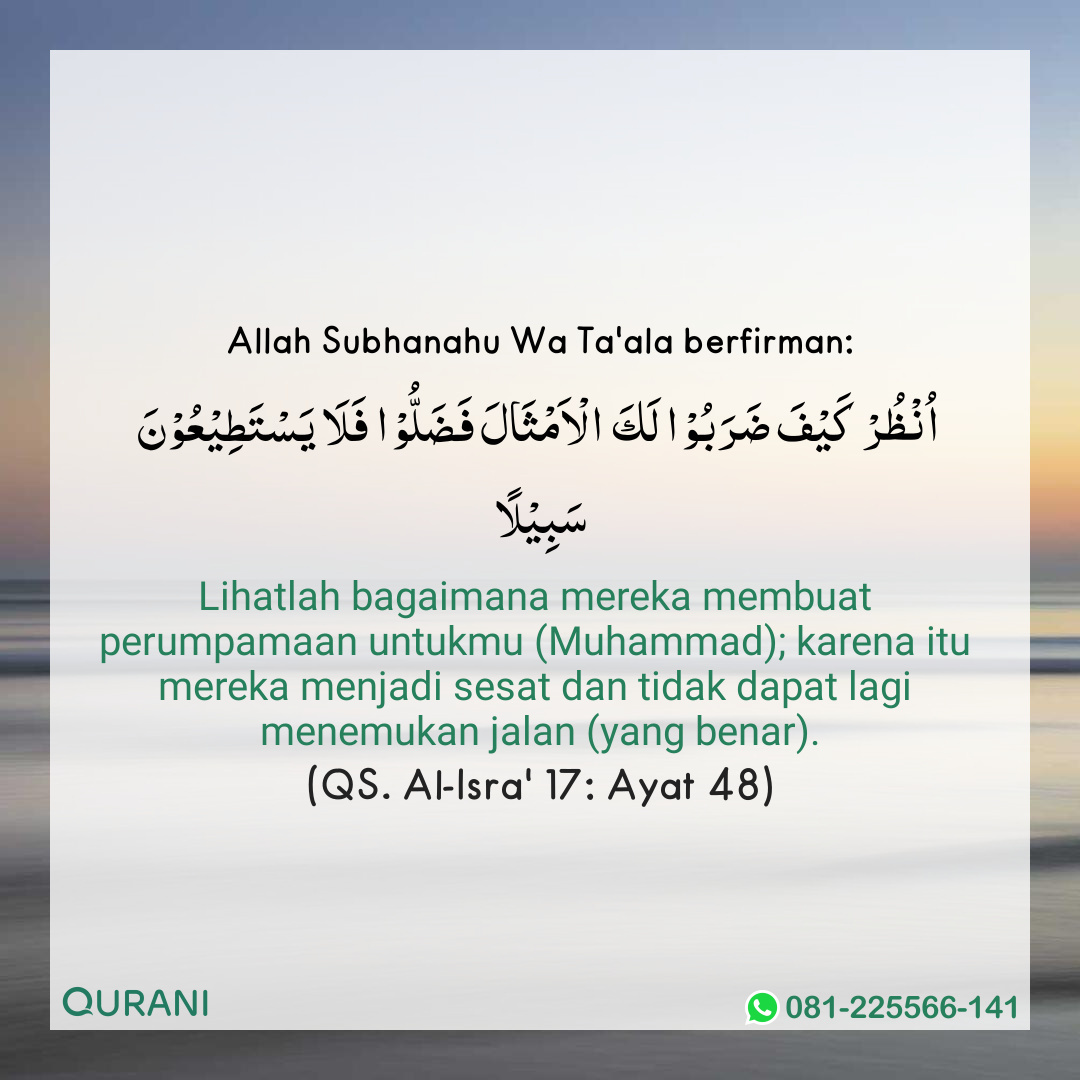 Allah Subhanahu Wa Ta'ala berfirman:
اُنْظُرْ كَيْفَ ضَرَبُوْا لَكَ الْاَمْثَالَ فَضَلُّوْا فَلَا يَسْتَطِيْعُوْنَ
سَبِيْلًا
Lihatlah bagaimana mereka membuat
perumpamaan untukmu (Muhammad); karena itu
mereka menjadi sesat dan tidak dapat lagi
menemukan jalan (yang benar).
(QS. Al-Isra' 17: Ayat 48)
QURANI
081-225566-141